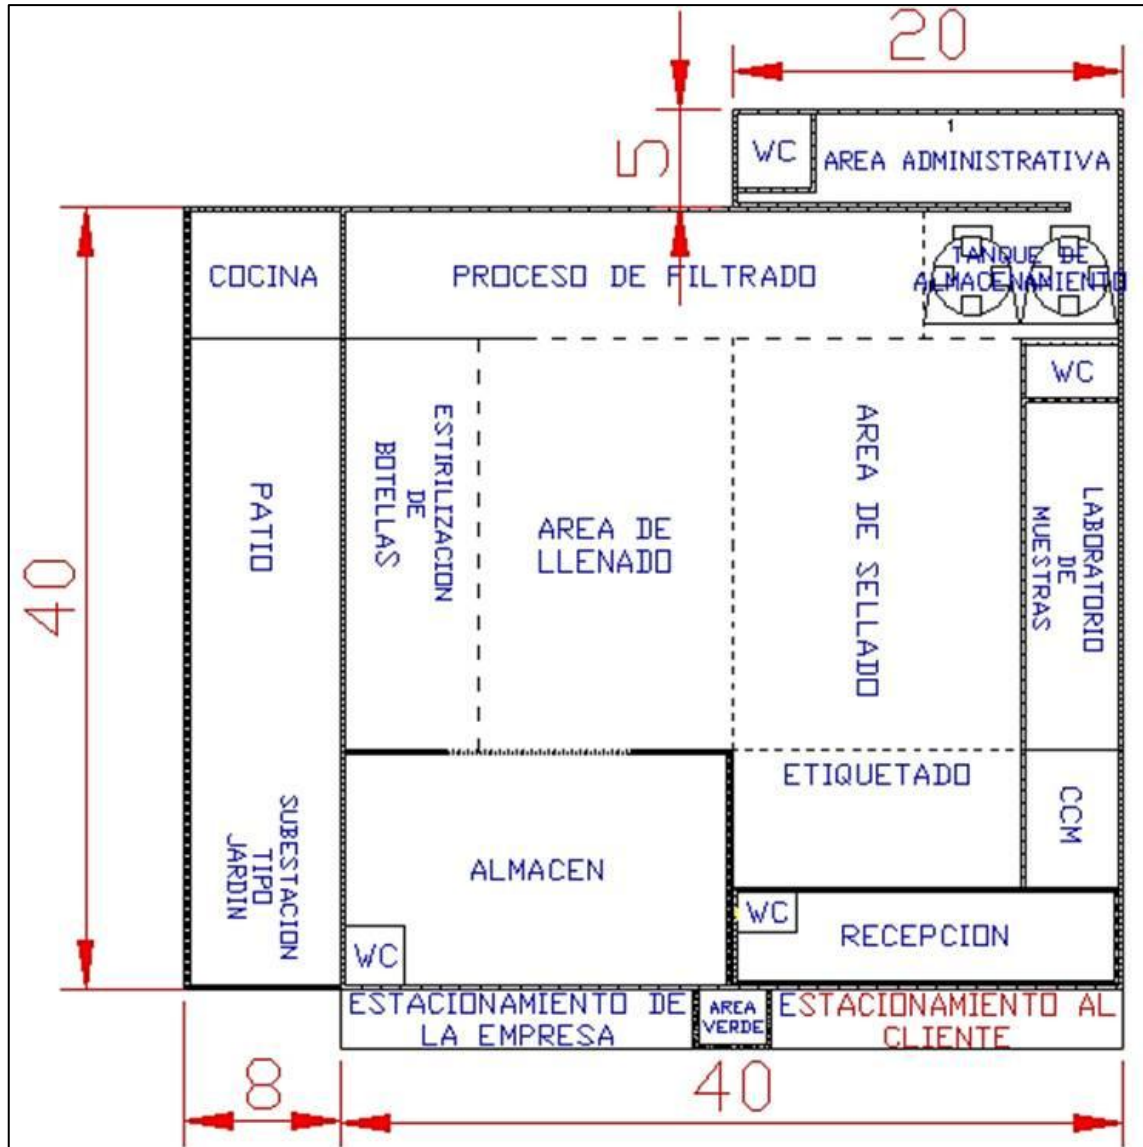 20
5
WC
1
AREA ADMINISTRATIVA
COCINA
PROCESO DE FILTRADO
TANQUE DE
ALMACENAMIENTO
WC
PATIO
ESTIRILIZACION
DE
BOTELLAS
AREA DE
LLENADO
AREA DE SELLADO
LABORATORIO
DE
MUESTRAS
40
SUBESTACION
TIPO
JARDIN
ALMACEN
WC
ETIQUETADO
CCM
WC
RECEPCION
ESTACIONAMIENTO DE
LA EMPRESA
AREA
VERDE
ESTACIONAMIENTO AL
CLIENTE
8
40